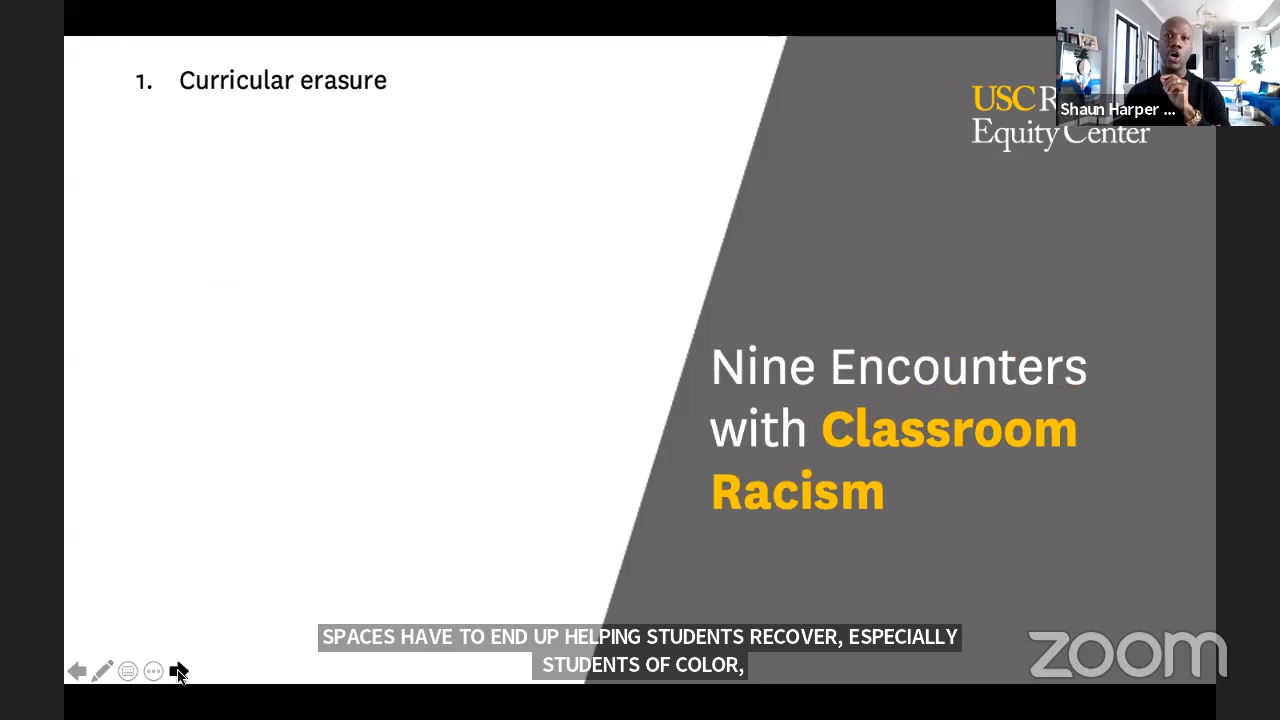 1. Curricular erasure
USC R
Equity Center
Shaun Harper ...
Nine Encounters
with Classroom
Racism
SPACES HAVE TO END UP HELPING STUDENTS RECOVER, ESPECIALLY
STUDENTS OF COLOR,
zoom